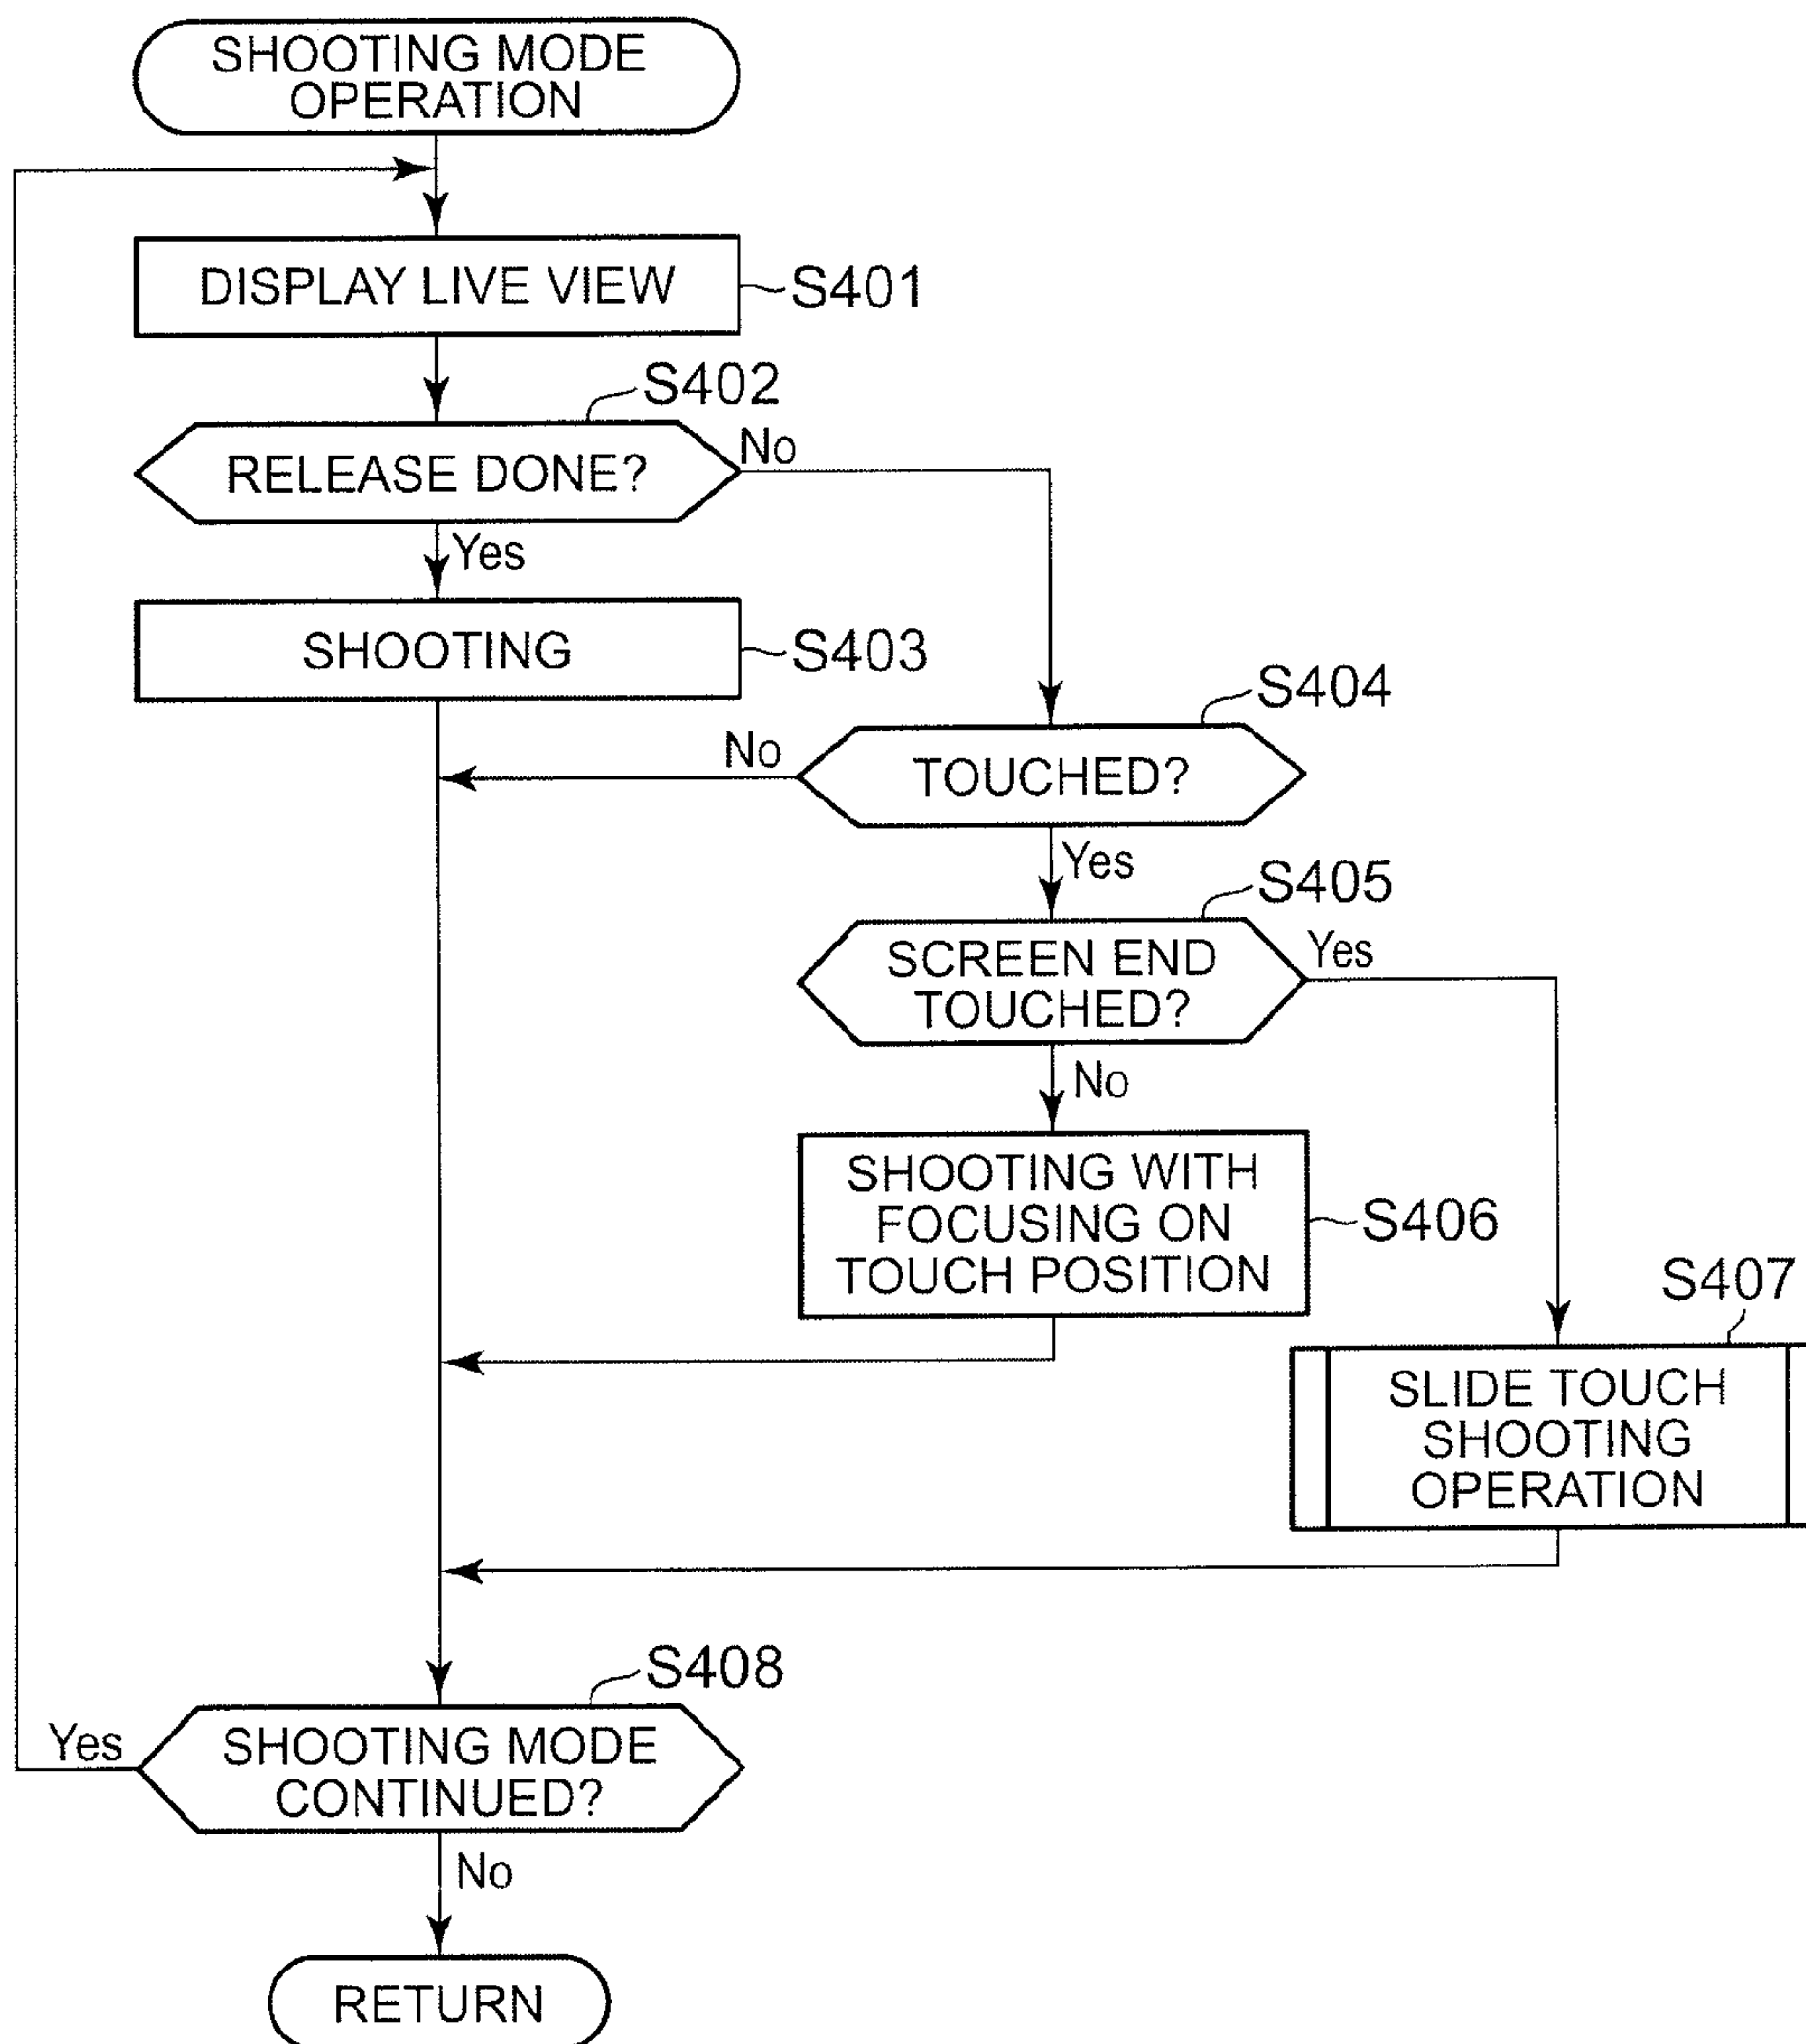 SHOOTING MODE
OPERATION
DISPLAY LIVE VIEW
S401
S402
RELEASE DONE?
No
Yes
SHOOTING
S403
S404
No
TOUCHED?
Yes
S405
SCREEN END
TOUCHED?
Yes
No
SHOOTING WITH
FOCUSING ON
TOUCH POSITION
S406
S407
SLIDE TOUCH
SHOOTING
OPERATION
S408
Yes
SHOOTING MODE
CONTINUED?
No
RETURN